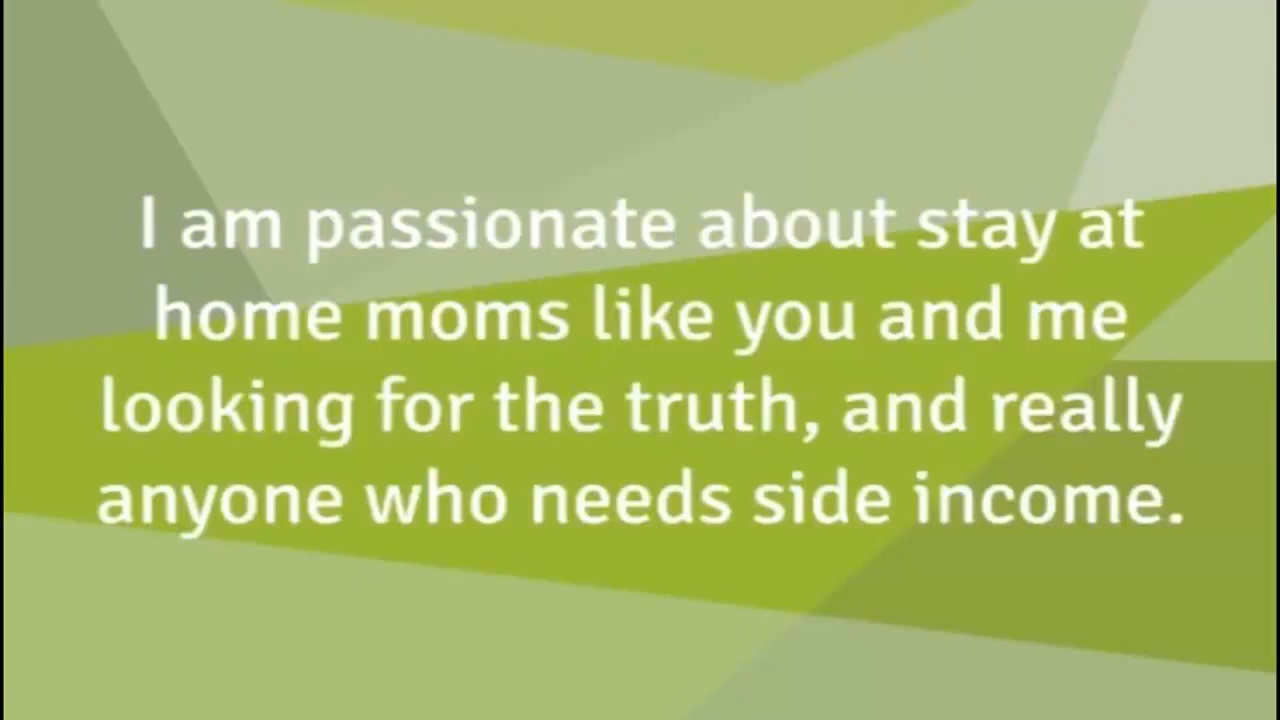 I am passionate about stay at
home moms like you and me
looking for the truth, and really
anyone who needs side income.